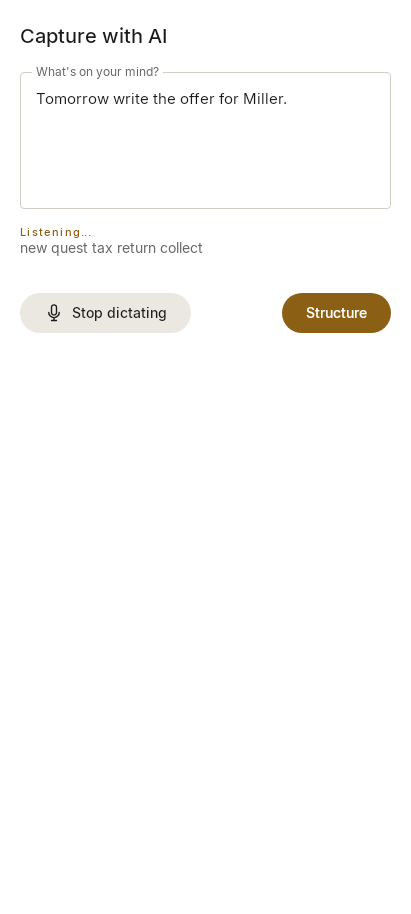 Capture with AI
What's on your mind?
Tomorrow write the offer for Miller.
Listening...
new quest tax return collect
Stop dictating
Structure